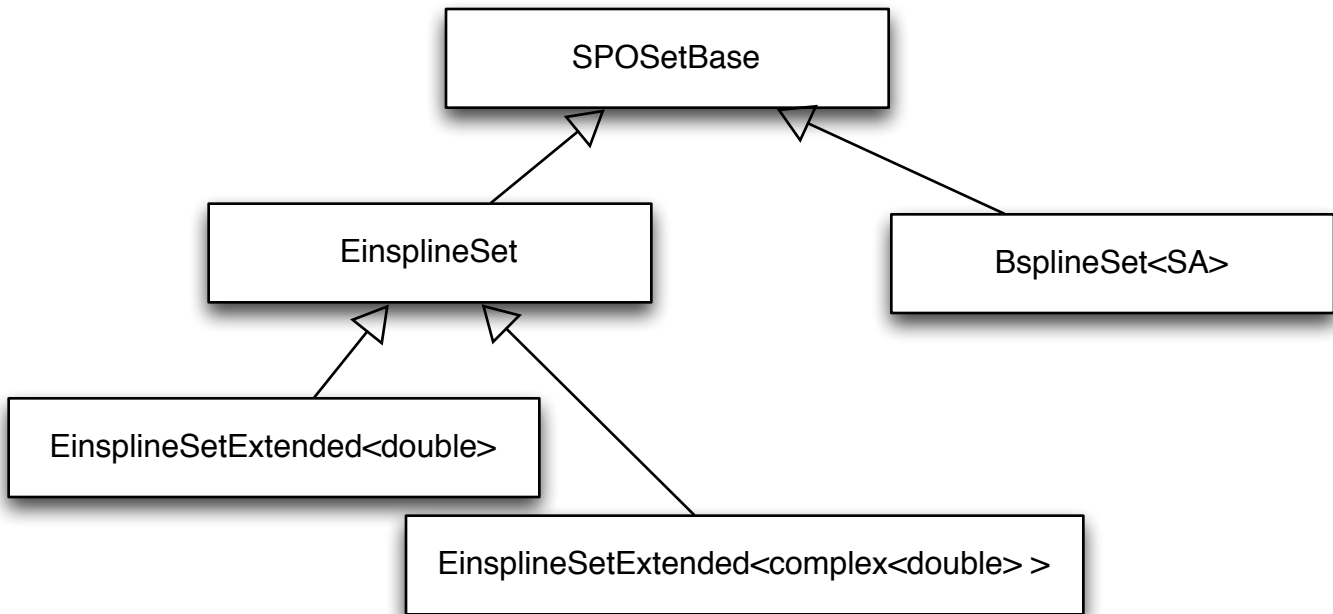 SPOSetBase
EinsplineSet
BsplineSet<SA>
EinsplineSetExtended<double>
EinsplineSetExtended<complex<double> >